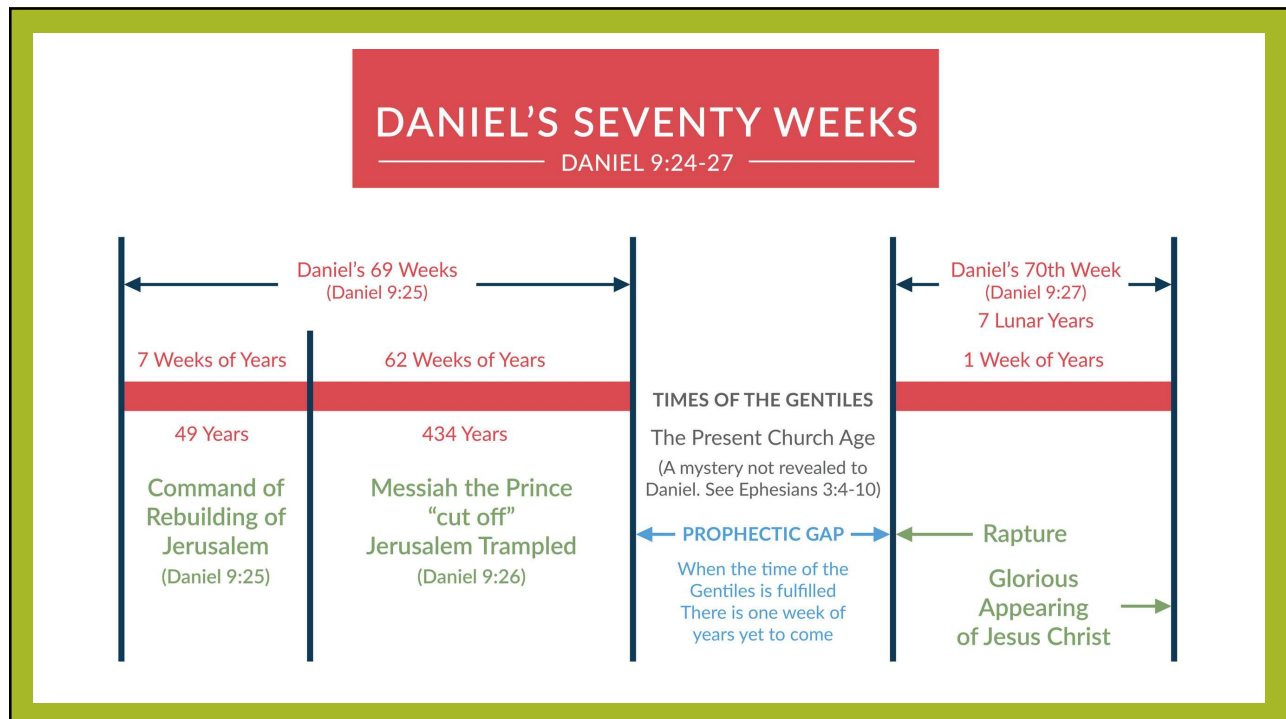 DANIEL'S SEVENTY WEEKS
DANIEL 9:24-27
Daniel's 69 Weeks
(Daniel 9:25)
7 Weeks of Years
62 Weeks of Years
49 Years
434 Years
Command of
Rebuilding of
Jerusalem
(Daniel 9:25)
Messiah the Prince
“cut off”
Jerusalem Trampled
(Daniel 9:26)
TIMES OF THE GENTILES
The Present Church Age
(A mystery not revealed to
Daniel. See Ephesians 3:4-10)
PROPHECTIC GAP
When the time of the
Gentiles is fulfilled
There is one week of
years yet to come
Daniel's 70th Week
(Daniel 9:27)
7 Lunar Years
1 Week of Years
Rapture
Glorious
Appearing
of Jesus Christ